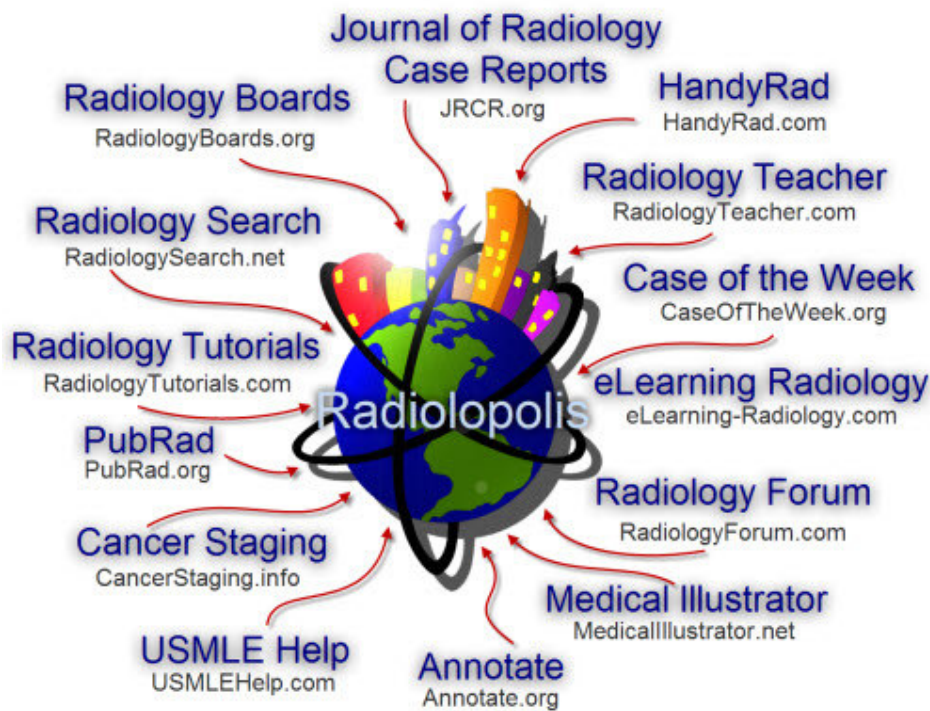 Journal of Radiology
Case Reports
JRCR.org
HandyRad
HandyRad.com
Radiology Boards
RadiologyBoards.org
Radiology Teacher
RadiologyTeacher.com
Radiology Search
RadiologySearch.net
Case of the Week
CaseOfTheWeek.org
Radiology Tutorials
RadiologyTutorials.com
eLearning Radiology
eLearning-Radiology.com
Radiolopolis
PubRad
PubRad.org
Radiology Forum
RadiologyForum.com
Cancer Staging
CancerStaging.info
Medical Illustrator
MedicalIllustrator.net
USMLE Help
USMLEHelp.com
Annotate
Annotate.org